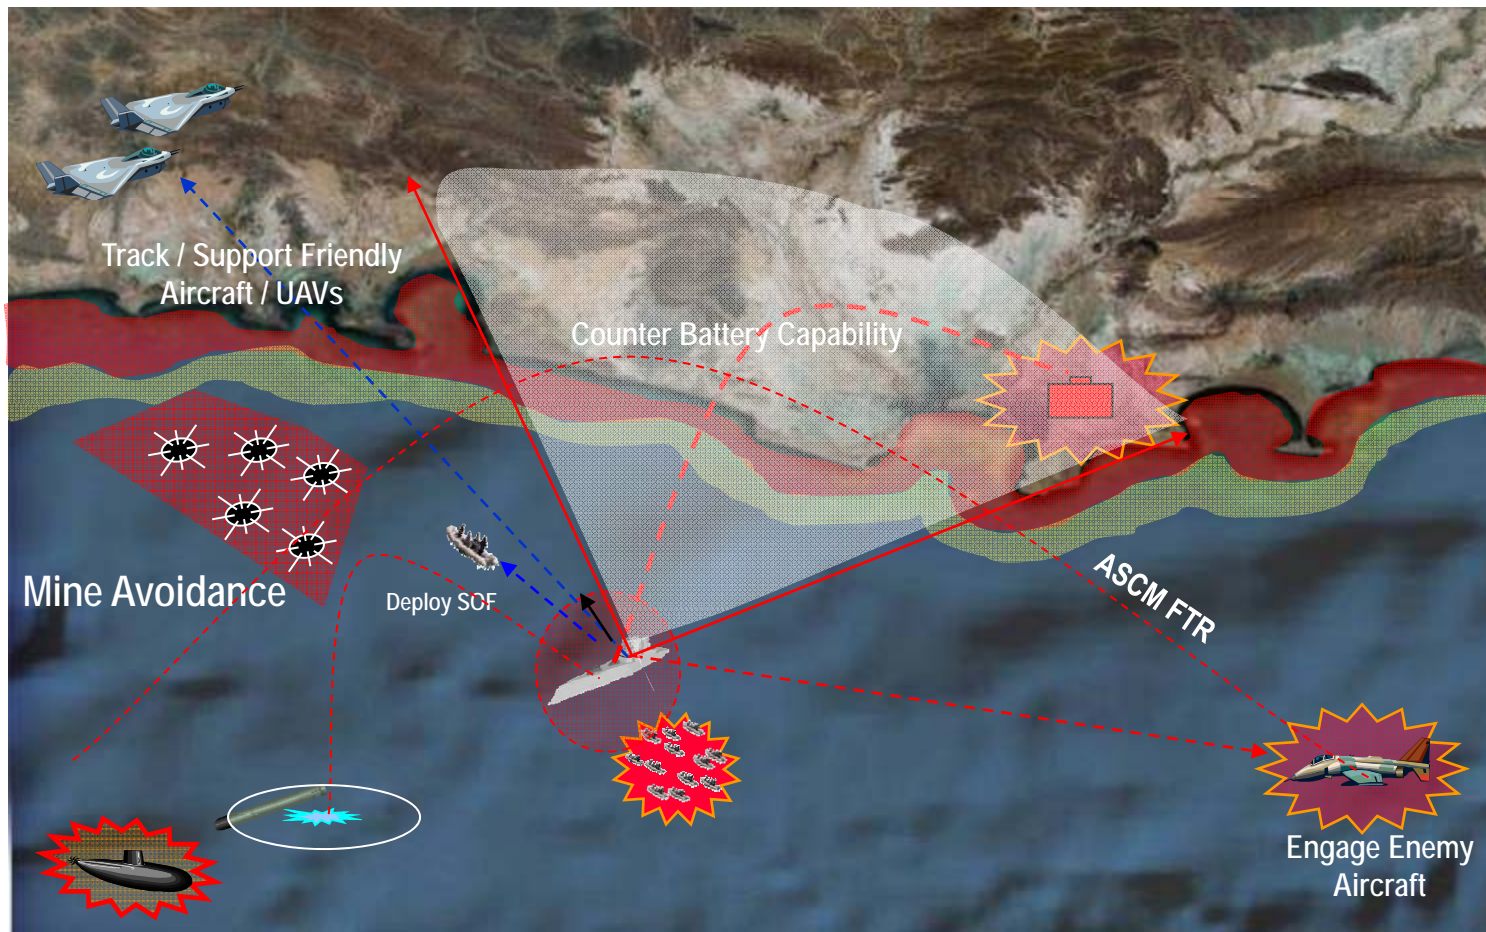 Track / Support Friendly
Aircraft / UAVs
Counter Battery Capability
Mine Avoidance
Deploy SOF
ASCM FTR
Engage Enemy
Aircraft